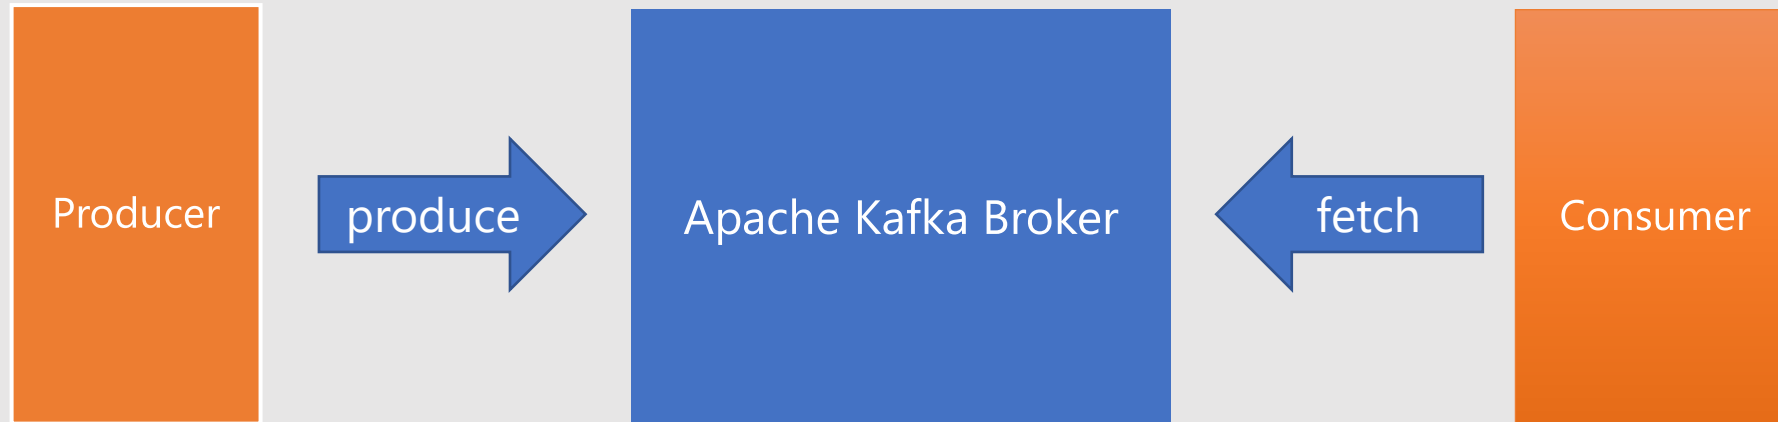 Producer
produce
Apache Kafka Broker
fetch
Consumer